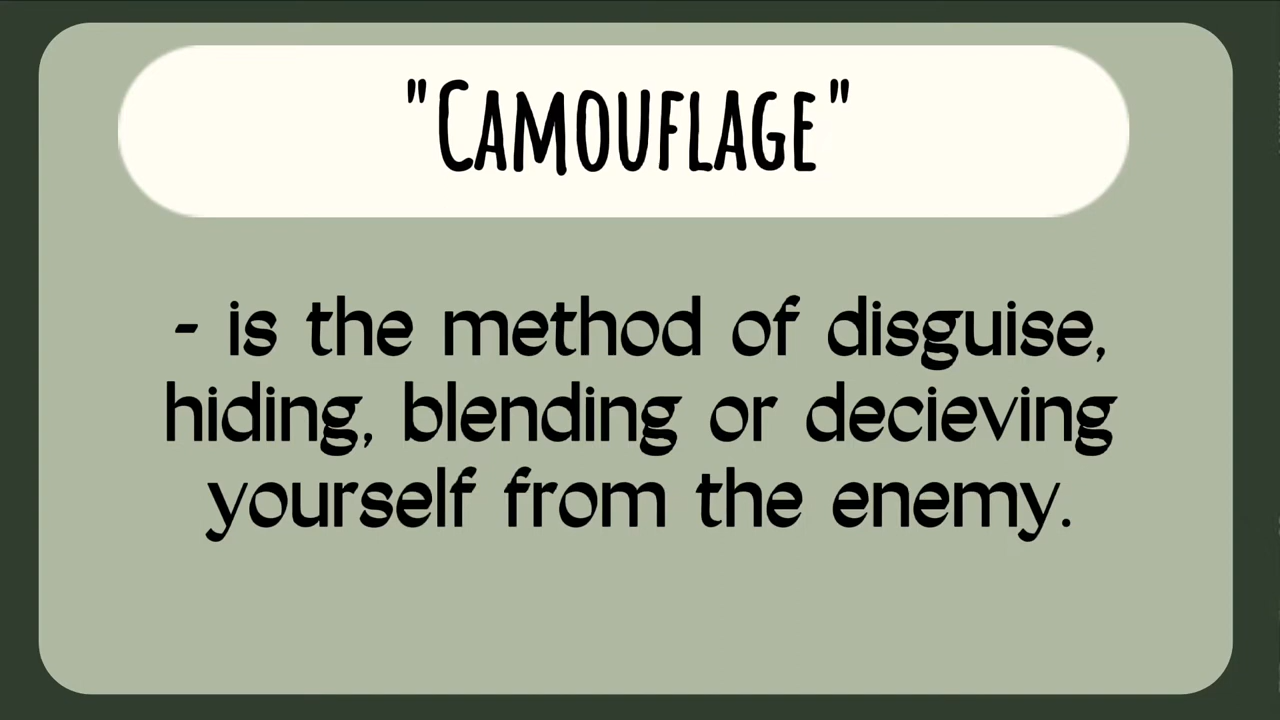 "Camouflage"
- is the method of disguise,
hiding, blending or decieving
yourself from the enemy.